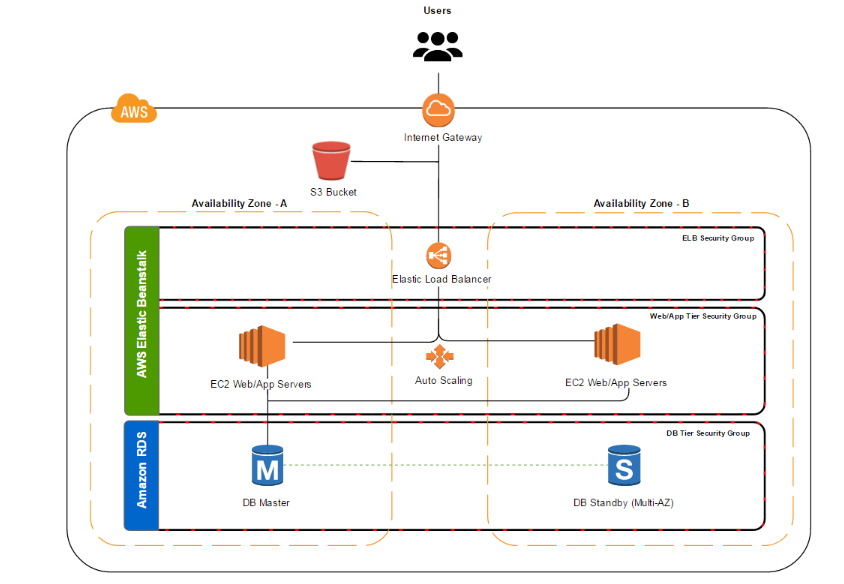 Users
AWS
Internet Gateway
S3 Bucket
Availability Zone - A
Availability Zone - B
ELB Security Group
Elastic Load Balancer
AWS Elastic Beanstalk
Web/App Tier Security Group
EC2 Web/App Servers
Auto Scaling
EC2 Web/App Servers
Amazon RDS
DB Tier Security Group
M
S
DB Master
DB Standby (Multi-AZ)